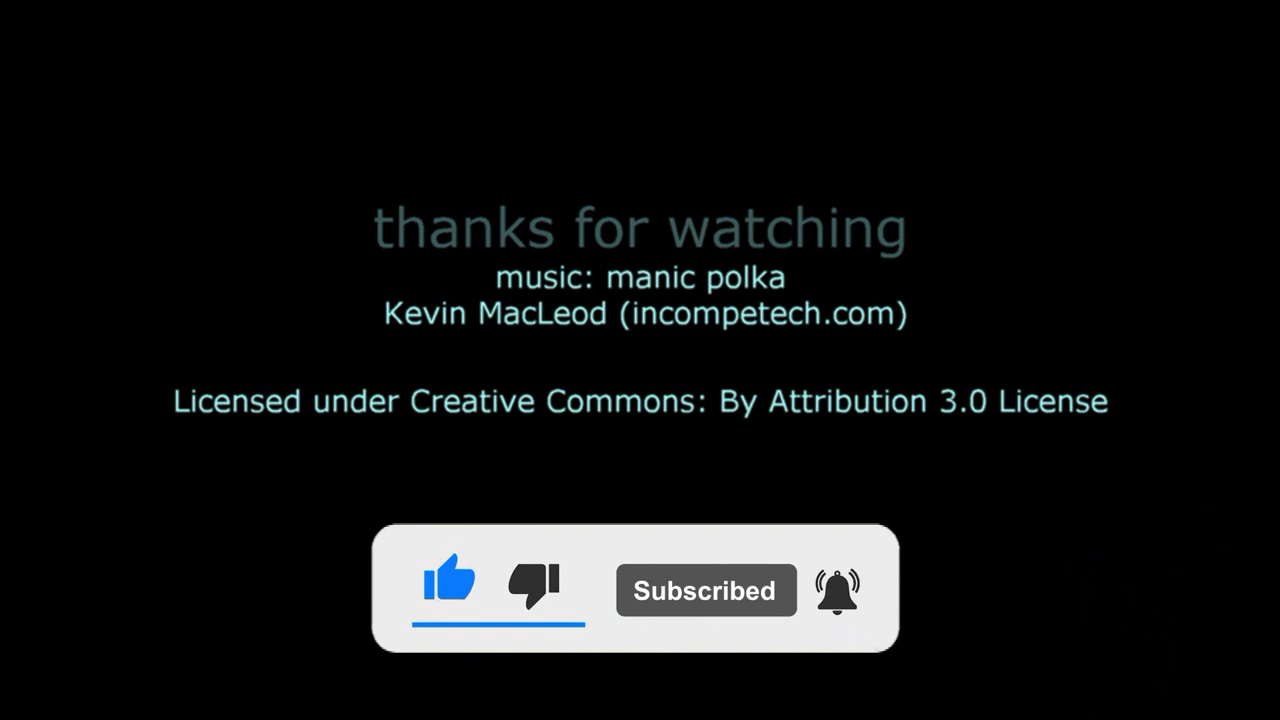 thanks for watching
music: manic polka
Kevin MacLeod (incompetech.com)
Licensed under Creative Commons: By Attribution 3.0 License
Subscribed